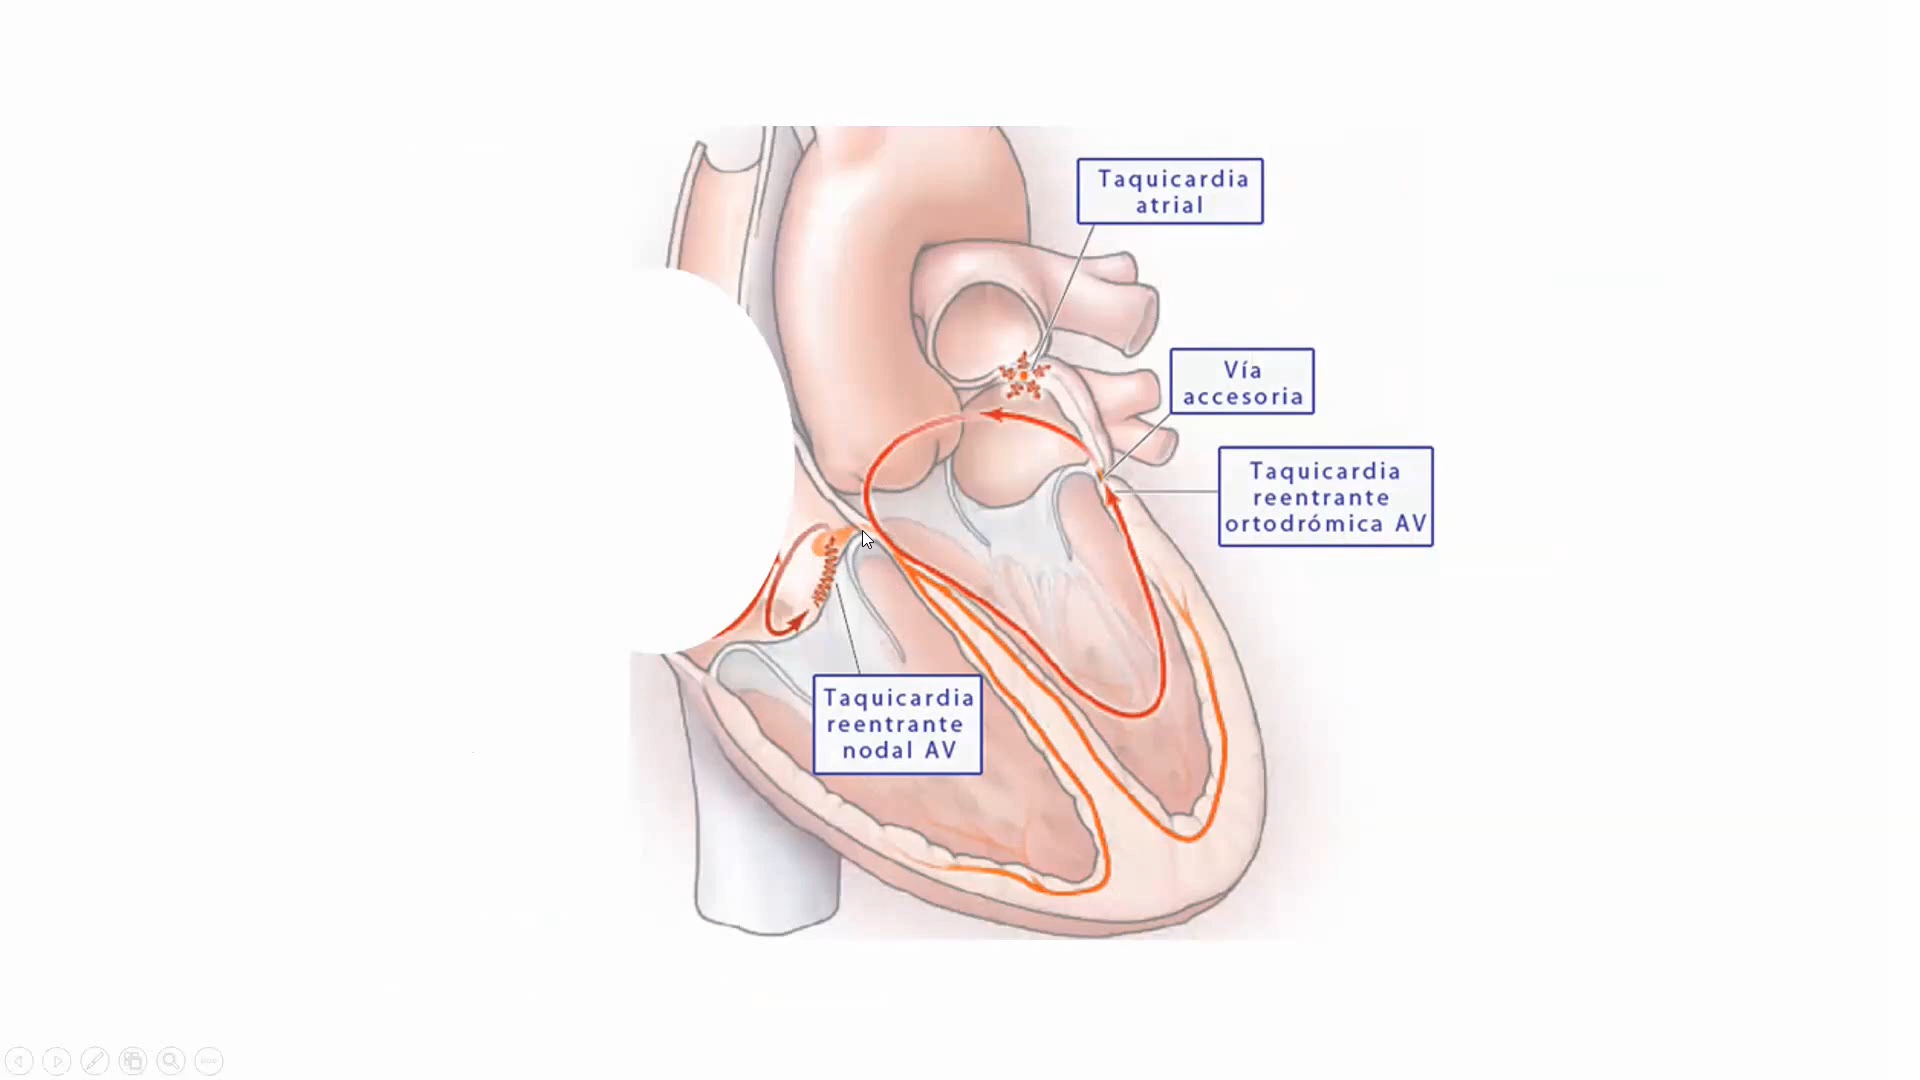 Taquicardia
atrial
Vía
accesoria
Taquicardia
reentrante
ortodrómica AV
Taquicardia
reentrante
nodal AV